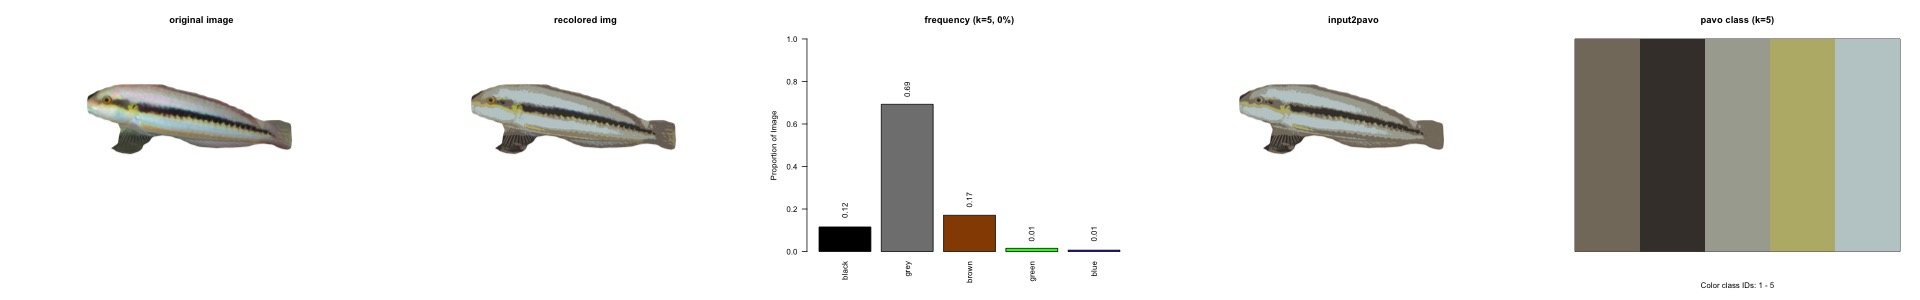 original image
recolored img
frequency (k=5, 0%)
input2pavo
pavo class (k=5)
Proportion of Image
1.0
0.8
0.6
0.4
0.2
0.0
0.12
0.69
0.17
0.01
0.01
black
grey
brown
green
blue
Color class IDs: 1 - 5